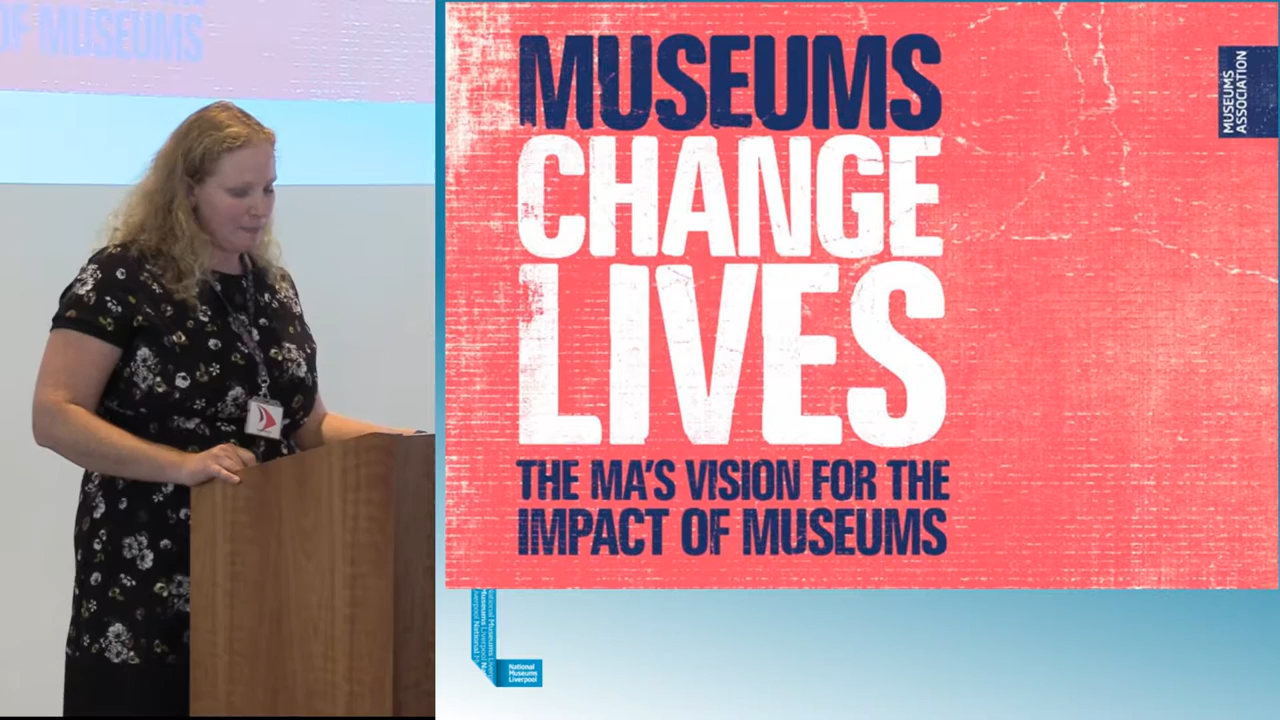 OF MUSEUMS
MUSEUMS
CHANGE
LIVES
THE MA'S VISION FOR THE
IMPACT OF MUSEUMS
MUSEUMS
ASSOCIATION
National
Museums
Liverpool